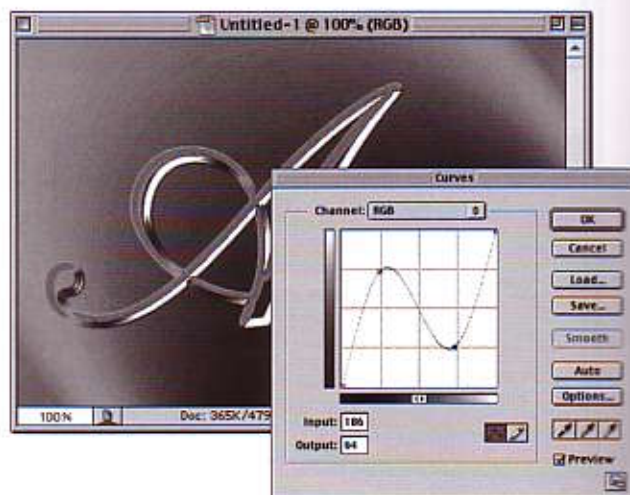 Untitled-1 @ 100% (RGB)
Curves
Channel: RGB
OK
Cancel
Load...
Save...
Smooth
Auto
Options...
Input: 186
Output: 64
Preview
100%
Doc: 365K/479
A